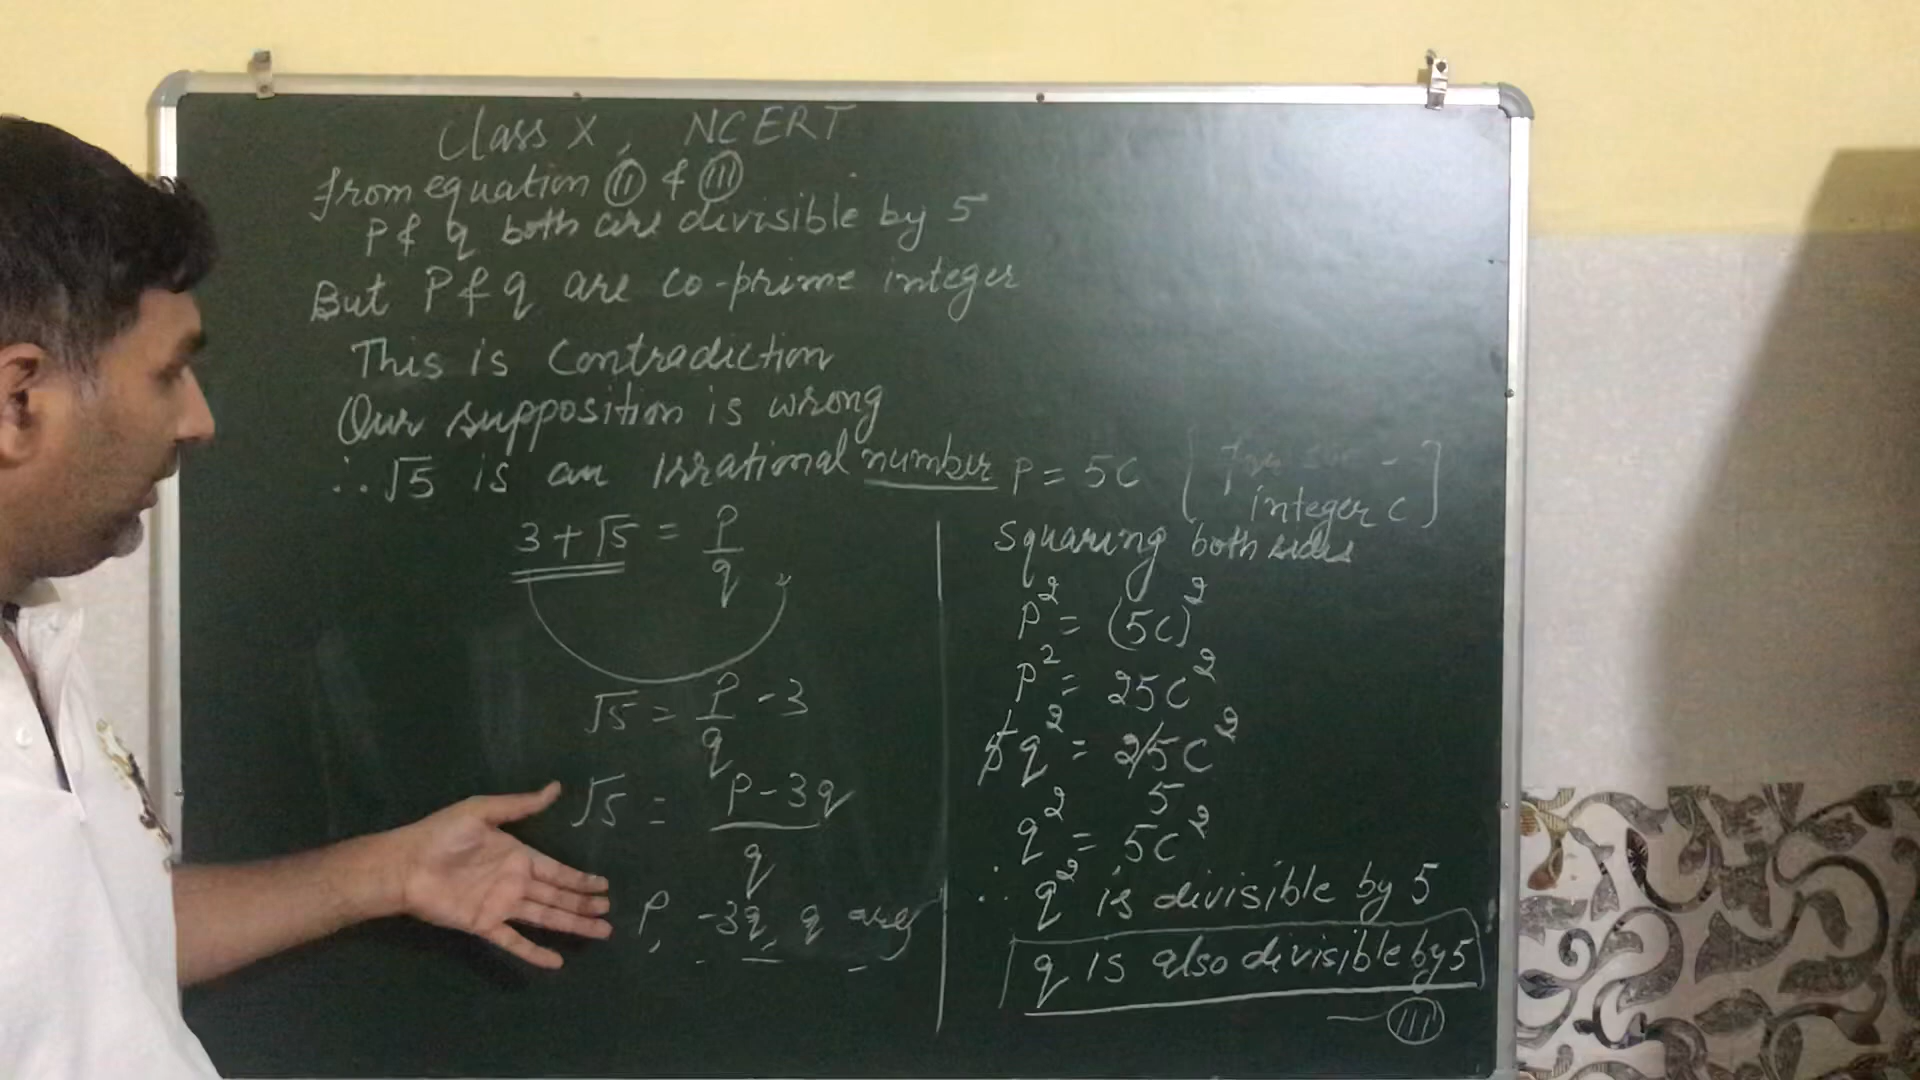 Class X, NCERT
from equation (II) & (III)
P & q both are divisible by 5
But P & q are co-prime integer
This is Contradiction
Our supposition is wrong
∴ √5 is an Irrational number
3 + √5 = P/q
√5 = P/q - 3
√5 = P-3q/q
P, -3q, q are
P = 5C [ integer c ]
Squaring both sides
P² = (5C)²
P² = 25C²
5q² = 25C²
5
q² = 5C²
∴ q² is divisible by 5
q is also divisible by 5
— (III)